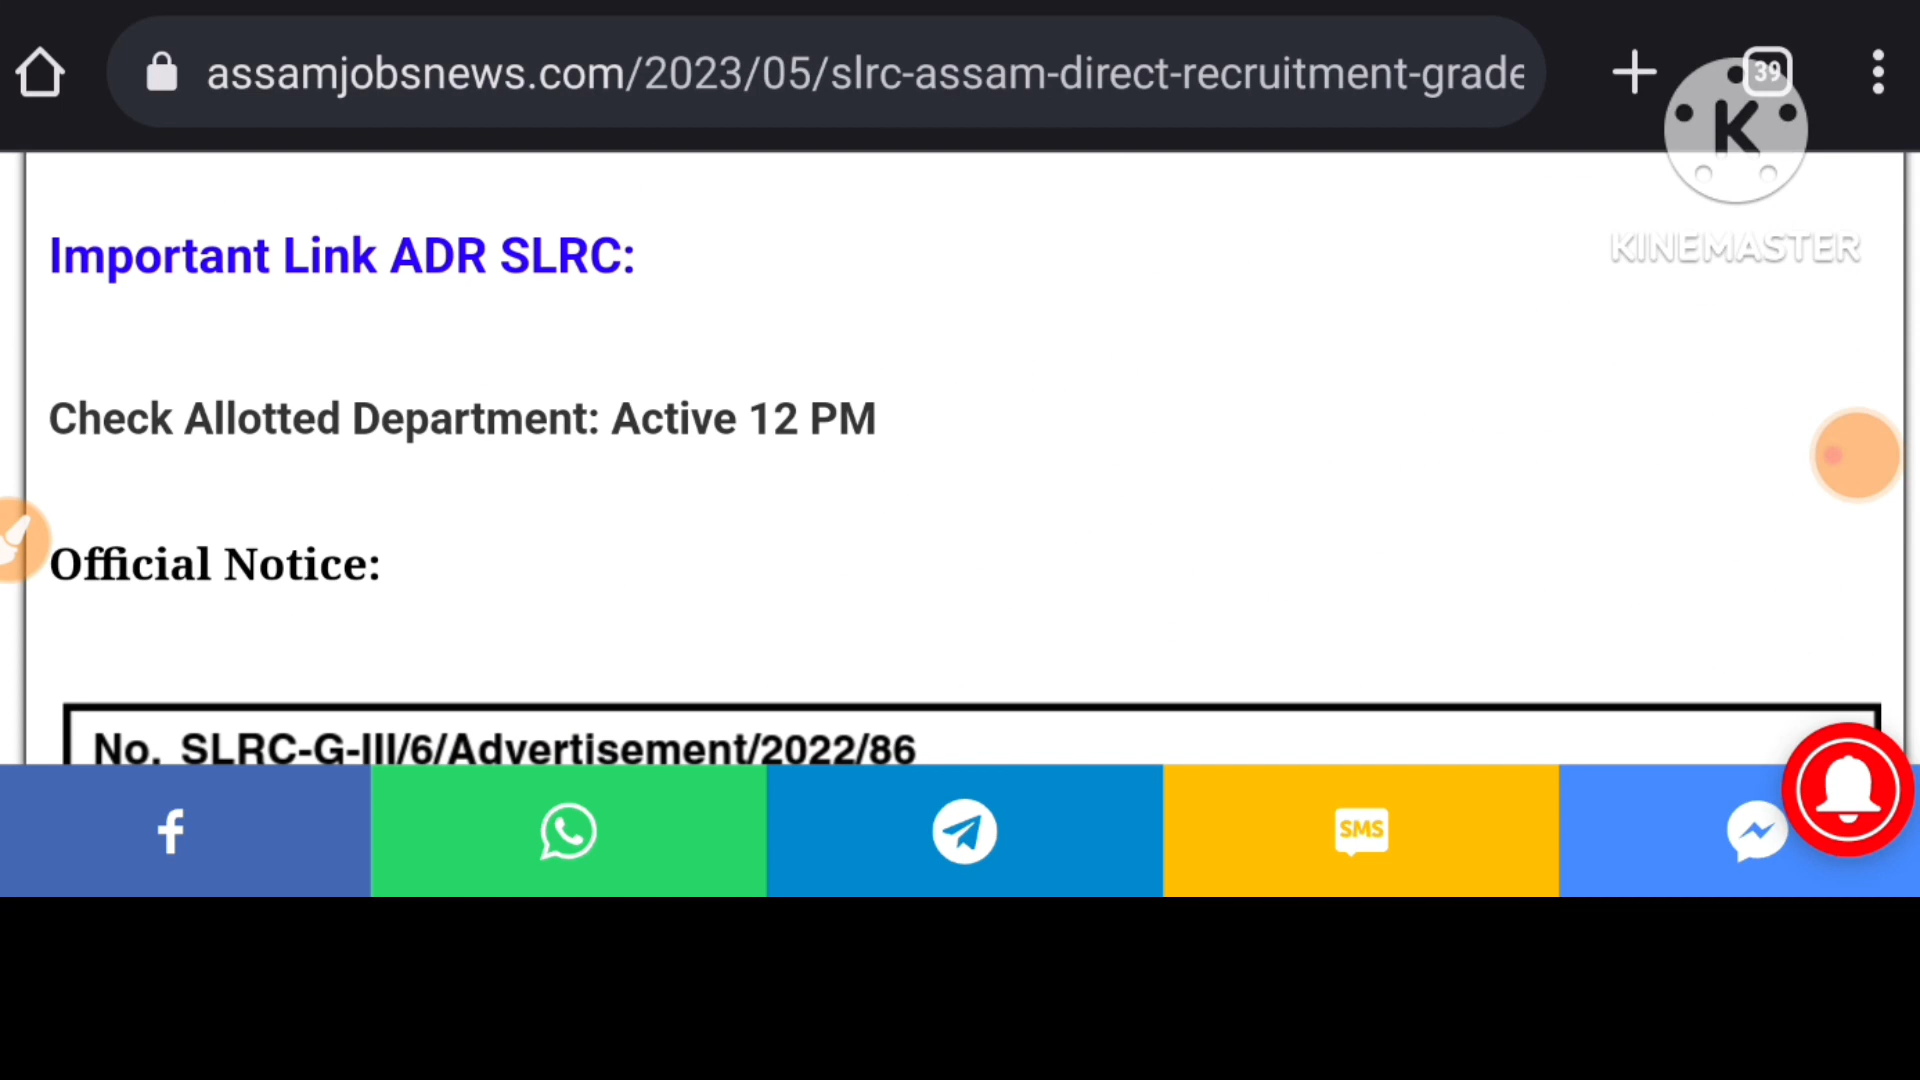 assamjobsnews.com/2023/05/slrc-assam-direct-recruitment-grade
39
K
KINEMASTER
Important Link ADR SLRC:
Check Allotted Department: Active 12 PM
Official Notice:
No. SLRC-G-III/6/Advertisement/2022/86
f
SMS